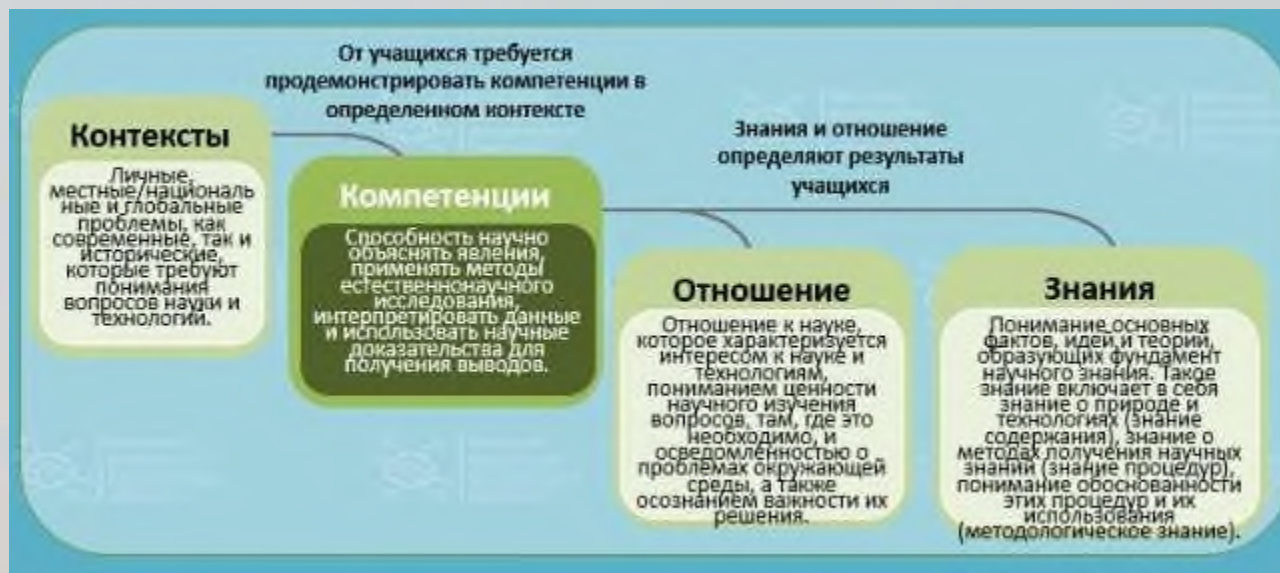 От учащихся требуется
продемонстрировать компетенции в
определенном контексте
Контексты
Личные,
местные/националь
ные и глобальные
проблемы, как
современные, так и
исторические,
которые требуют
понимания
вопросов науки и
технологий.
Компетенции
Способность научно
объяснять явления,
применять методы
естественнонаучного
исследования,
интерпретировать данные
и использовать научные
доказательства для
получения выводов.
Знания и отношение
определяют результаты
учащихся
Отношение
Отношение к науке,
которое характеризуется
интересом к науке и
технологиям,
пониманием ценности
научного изучения
вопросов, там, где это
необходимо, и
осведомленностью о
проблемах окружающей
среды, а также
осознанием важности их
решения.
Знания
Понимание основных
фактов, идей и теорий,
образующих фундамент
научного знания. Такое
знание включает в себя
знание о природе и
технологиях (знание
содержания), знание о
методах получения научных
знаний (знание процедур),
понимание обоснованности
этих процедур и их
использования
(методологическое знание).